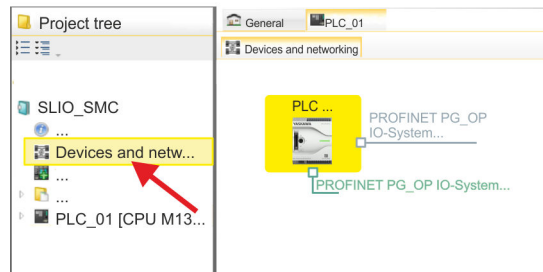 Project tree
General
PLC_01
Devices and networking
SLIO_SMC
...
Devices and netw...
...
...
PLC_01 [CPU M13...
PLC ...
YASKAWA
PROFINET PG_OP
IO-System...
PROFINET PG_OP IO-System...